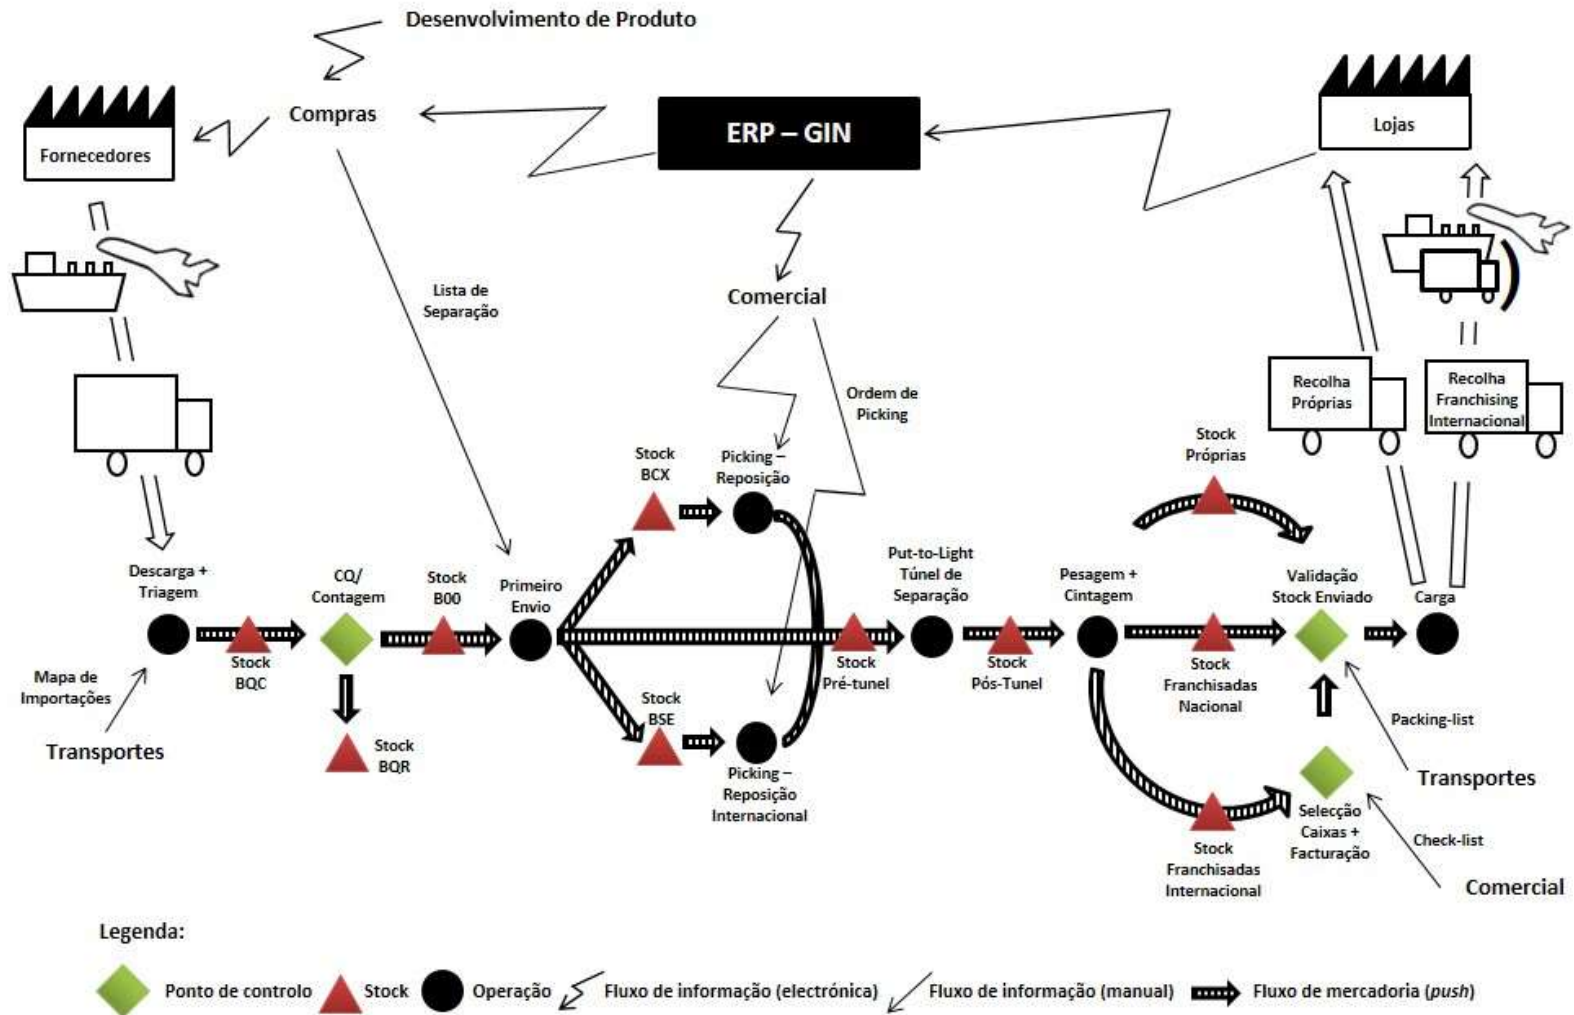 Desenvolvimento de Produto
Compras
ERP – GIN
Lojas
Fornecedores
Lista de
Separação
Comercial
Ordem de
Picking
Recolha
Próprias
Recolha
Franchising
Internacional
Stock
Próprias
Stock
BCX
Picking –
Reposição
Descarga +
Triagem
CQ/
Contagem
Stock
B00
Primeiro
Envio
Put-to-Light
Túnel de
Separação
Pesagem +
Cintagem
Validação
Stock Enviado
Carga
Stock
BQC
Stock
Pré-tunel
Stock
Pós-Tunel
Stock
Franchisadas
Nacional
Mapa de
Importações
Transportes
Stock
BQR
Stock
BSE
Picking –
Reposição
Internacional
Packing-list
Transportes
Selecção
Caixas +
Facturação
Check-list
Stock
Franchisadas
Internacional
Comercial
Legenda:
Ponto de controlo
Stock
Operação
Fluxo de informação (electrónica)
Fluxo de informação (manual)
Fluxo de mercadoria (push)